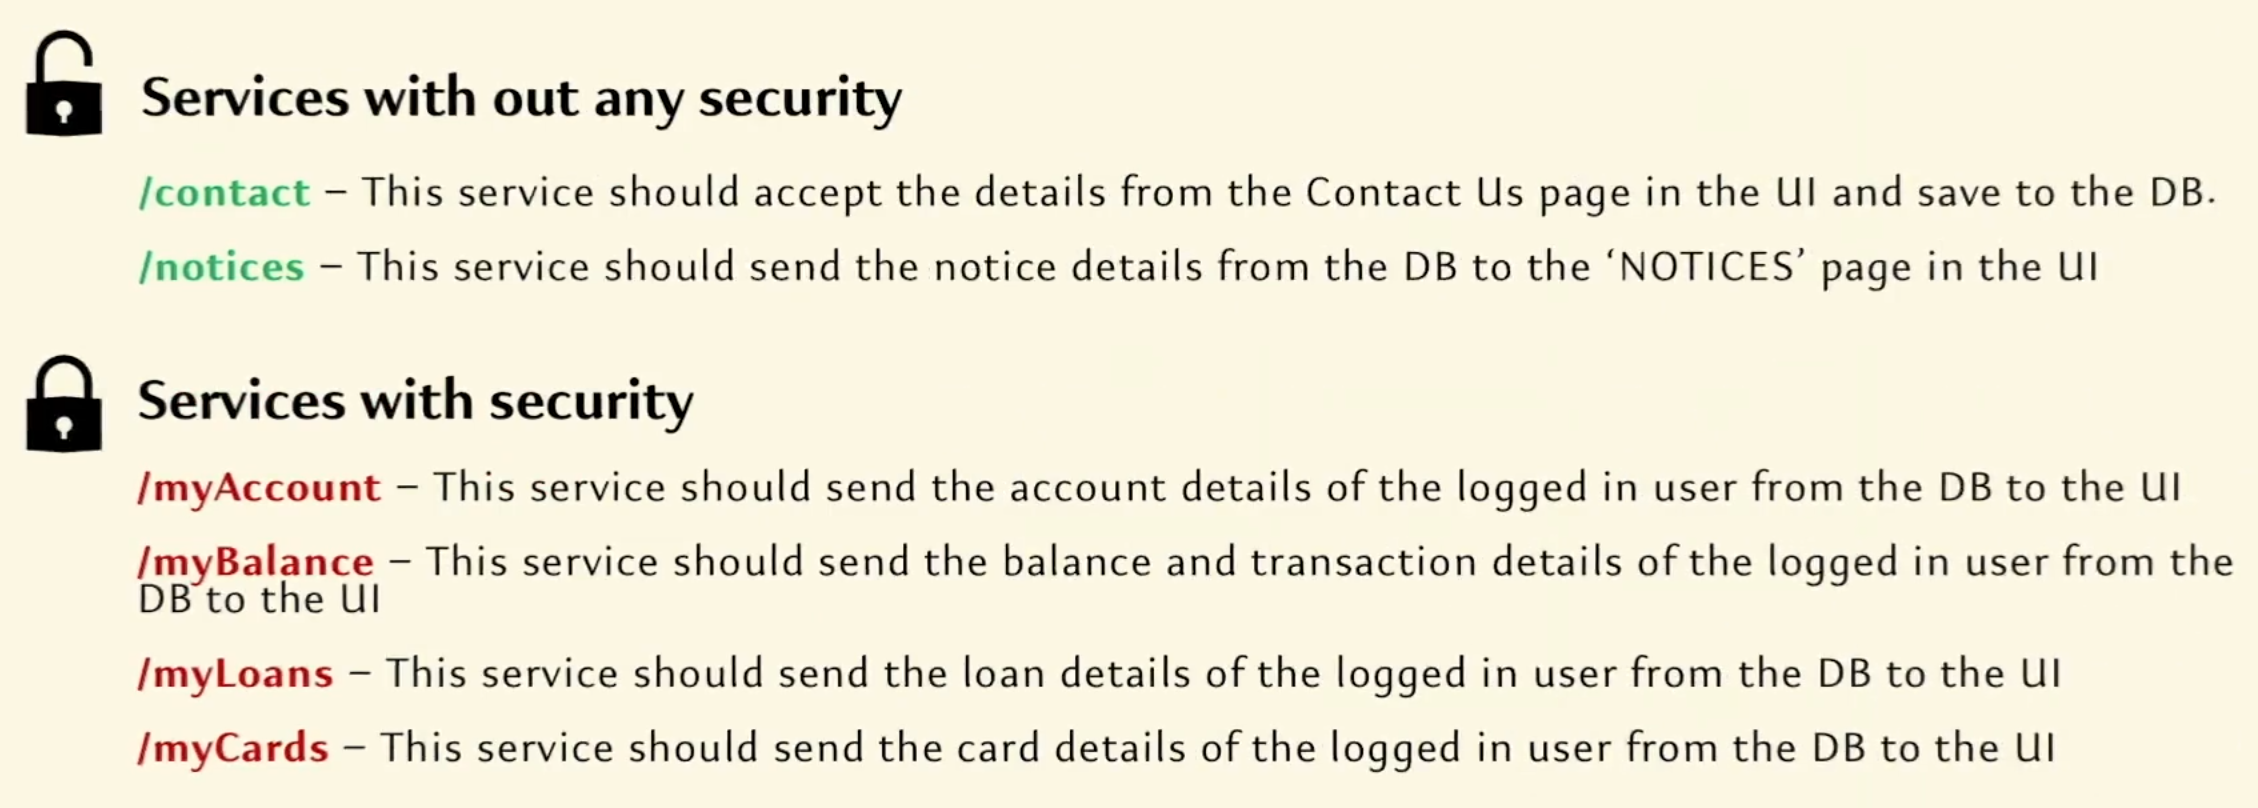 Services with out any security
/contact – This service should accept the details from the Contact Us page in the UI and save to the DB.
/notices – This service should send the notice details from the DB to the ‘NOTICES’ page in the UI
Services with security
/myAccount – This service should send the account details of the logged in user from the DB to the UI
/myBalance – This service should send the balance and transaction details of the logged in user from the
DB to the UI
/myLoans – This service should send the loan details of the logged in user from the DB to the UI
/myCards – This service should send the card details of the logged in user from the DB to the UI